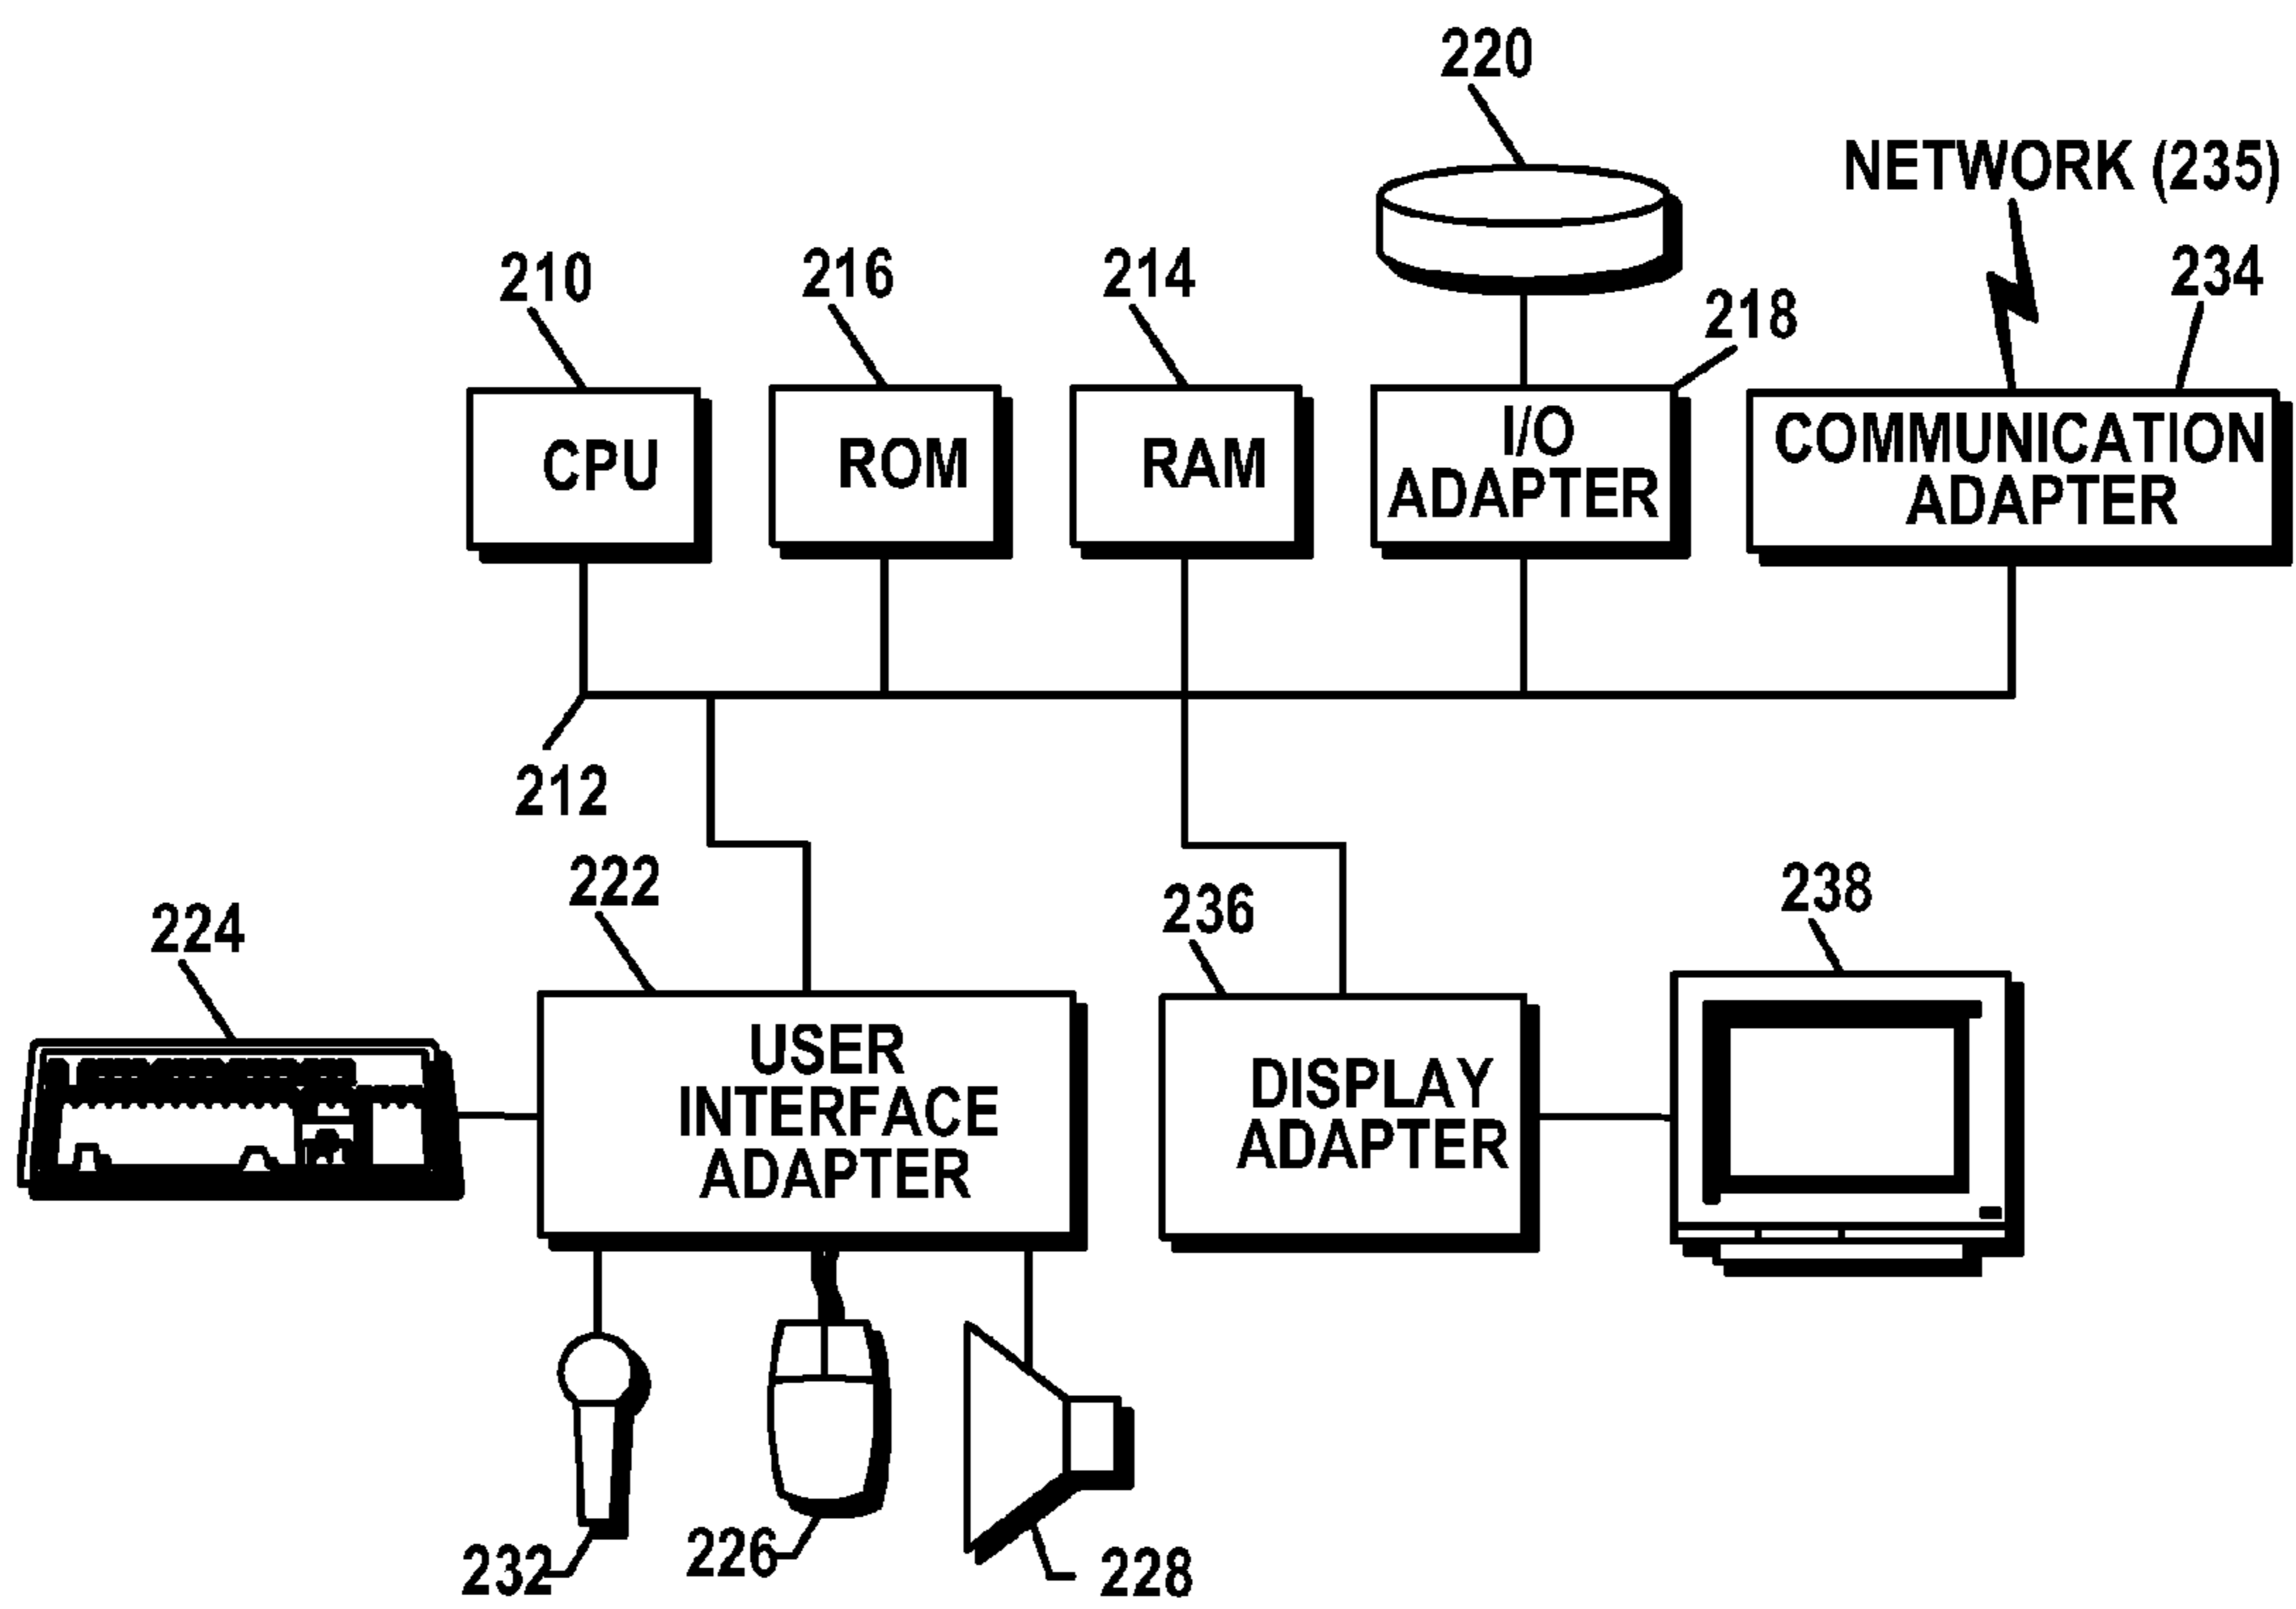 220
NETWORK (235)
210
216
214
218
234
CPU
ROM
RAM
I/O
ADAPTER
COMMUNICATION
ADAPTER
212
222
224
236
238
USER
INTERFACE
ADAPTER
DISPLAY
ADAPTER
232
226
228